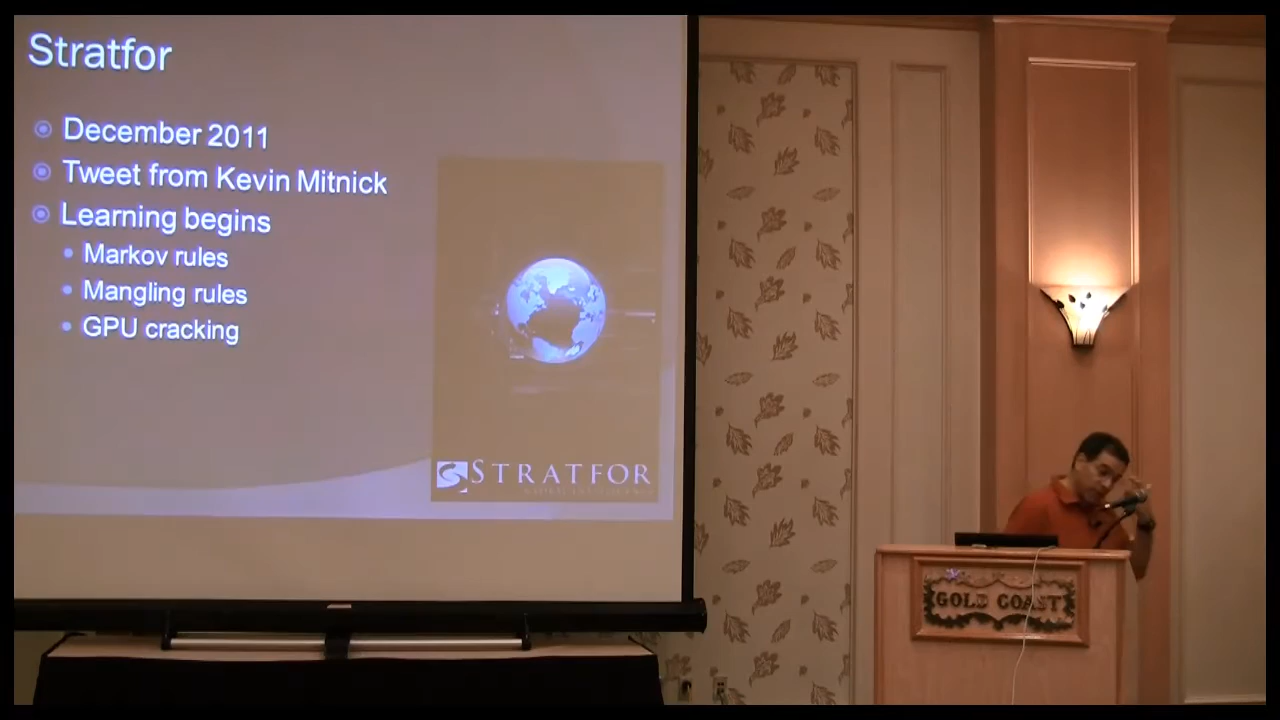 Stratfor
December 2011
Tweet from Kevin Mitnick
Learning begins
Markov rules
Mangling rules
GPU cracking
STRATFOR
GOLD COAST